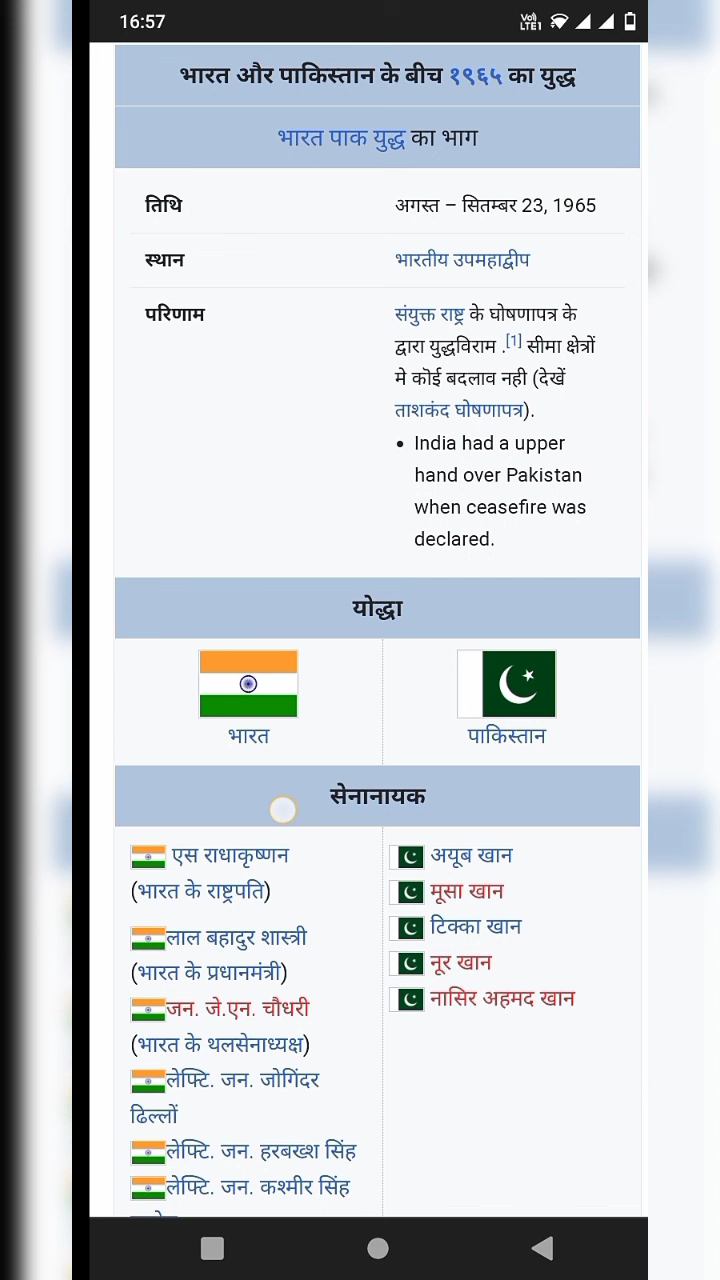 16:57
Vo) LTE1
भारत और पाकिस्तान के बीच १९६५ का युद्ध
भारत पाक युद्ध का भाग
तिथि
अगस्त – सितम्बर 23, 1965
स्थान
भारतीय उपमहाद्वीप
परिणाम
संयुक्त राष्ट्र के घोषणापत्र के
द्वारा युद्धविराम .[1] सीमा क्षेत्रों
मे कोई बदलाव नही (देखें
ताशकंद घोषणापत्र).
• India had a upper
hand over Pakistan
when ceasefire was
declared.
योद्धा
भारत
पाकिस्तान
सेनानायक
एस राधाकृष्णन
(भारत के राष्ट्रपति)
लाल बहादुर शास्त्री
(भारत के प्रधानमंत्री)
जन. जे.एन. चौधरी
(भारत के थलसेनाध्यक्ष)
लेफ्टि. जन. जोगिंदर
ढिल्लों
लेफ्टि. जन. हरबख्श सिंह
लेफ्टि. जन. कश्मीर सिंह
अयूब खान
मूसा खान
टिक्का खान
नूर खान
नासिर अहमद खान